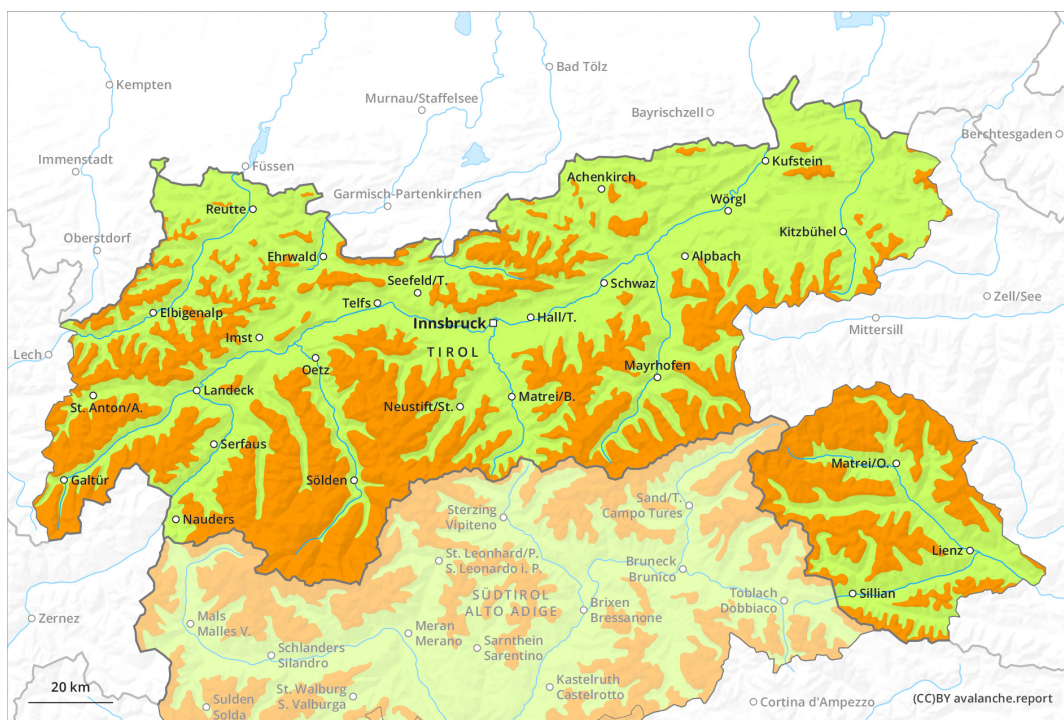 Kempten
Bad Tölz
Murnau/Staffelsee
Bayrischzell
Berchtesgaden
Immenstadt
Füssen
Kufstein
Achenkirch
Garmisch-Partenkirchen
Wörgl
Reutte
Oberstdorf
Kitzbühel
Ehrwald
Alpbach
Seefeld/T.
Schwaz
Zell/See
Telfs
Elbigenalp
Innsbruck
Hall/T.
Mittersill
Imst
Lech
TIROL
Oetz
Mayrhofen
Landeck
Matrei/B.
St. Anton/A.
Neustift/St.
Serfaus
Matrei/O.
Galtür
Sölden
Sand/T.
Campo Tures
Sterzing
Vipiteno
Nauders
Lienz
St. Leonhard/P.
S. Leonardo i. P.
Bruneck
Brunico
Sillian
SÜDTIROL
ALTO ADIGE
Toblach
Dobbiaco
Brixen
Bressanone
Zernez
Mals
Malles V.
Meran
Merano
Sarnthein
Sarentino
Schlanders
Silandro
Kastelruth
Castelrotto
20 km
St. Walburg
S. Valburga
Sulden
Solda
Cortina d'Ampezzo
(CC)BY avalanche.report